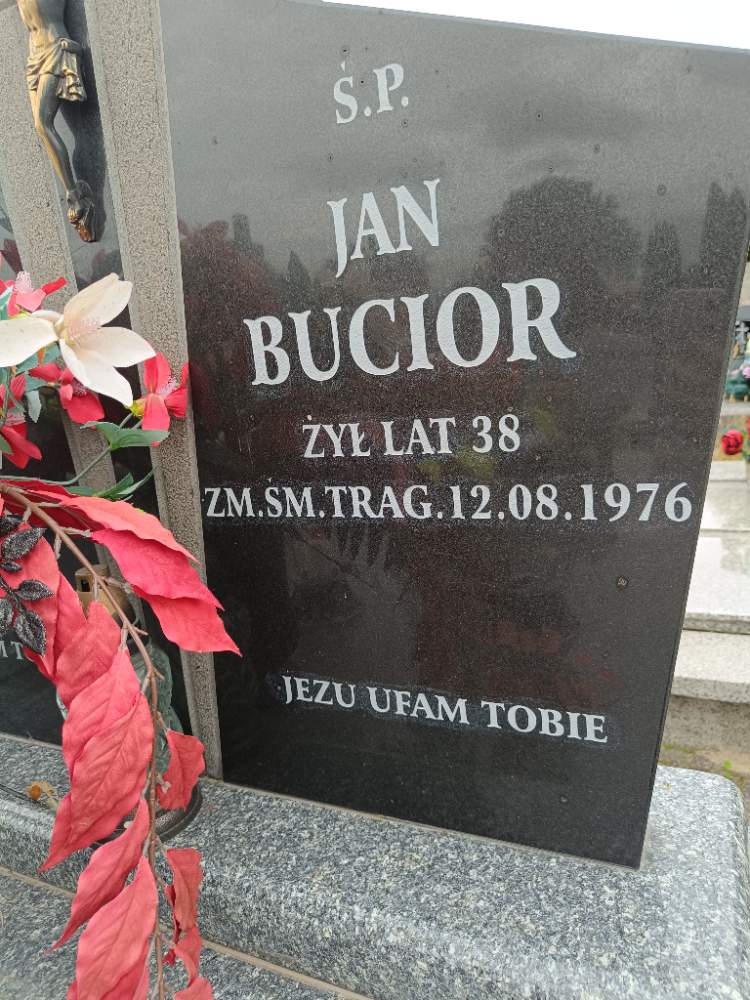 Ś.P.
JAN
BUCIOR
ŻYŁ LAT 38
ZM.ŚM.TRAG.12.08.1976
JEZU UFAM TOBIE